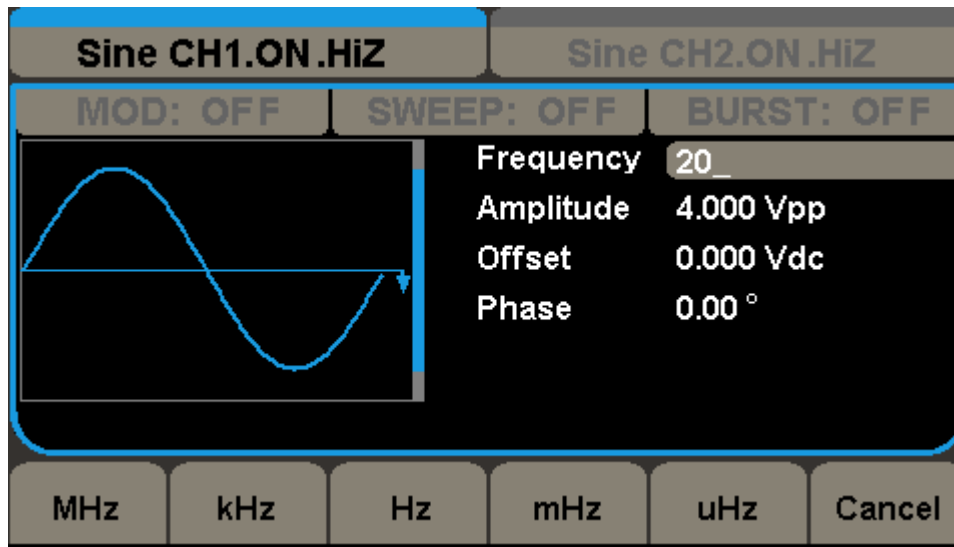 Sine CH1.ON.HiZ Sine CH2.ON.HiZ
MOD: OFF SWEEP: OFF BURST: OFF
Frequency 20_
Amplitude 4.000 Vpp
Offset 0.000 Vdc
Phase 0.00 °
MHz kHz Hz mHz uHz Cancel